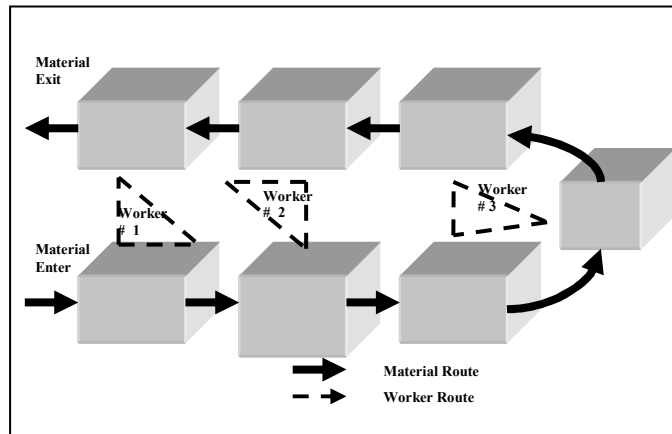 Material
Exit
Worker
# 1
Worker
# 2
Worker
# 3
Material
Enter
Material Route
Worker Route